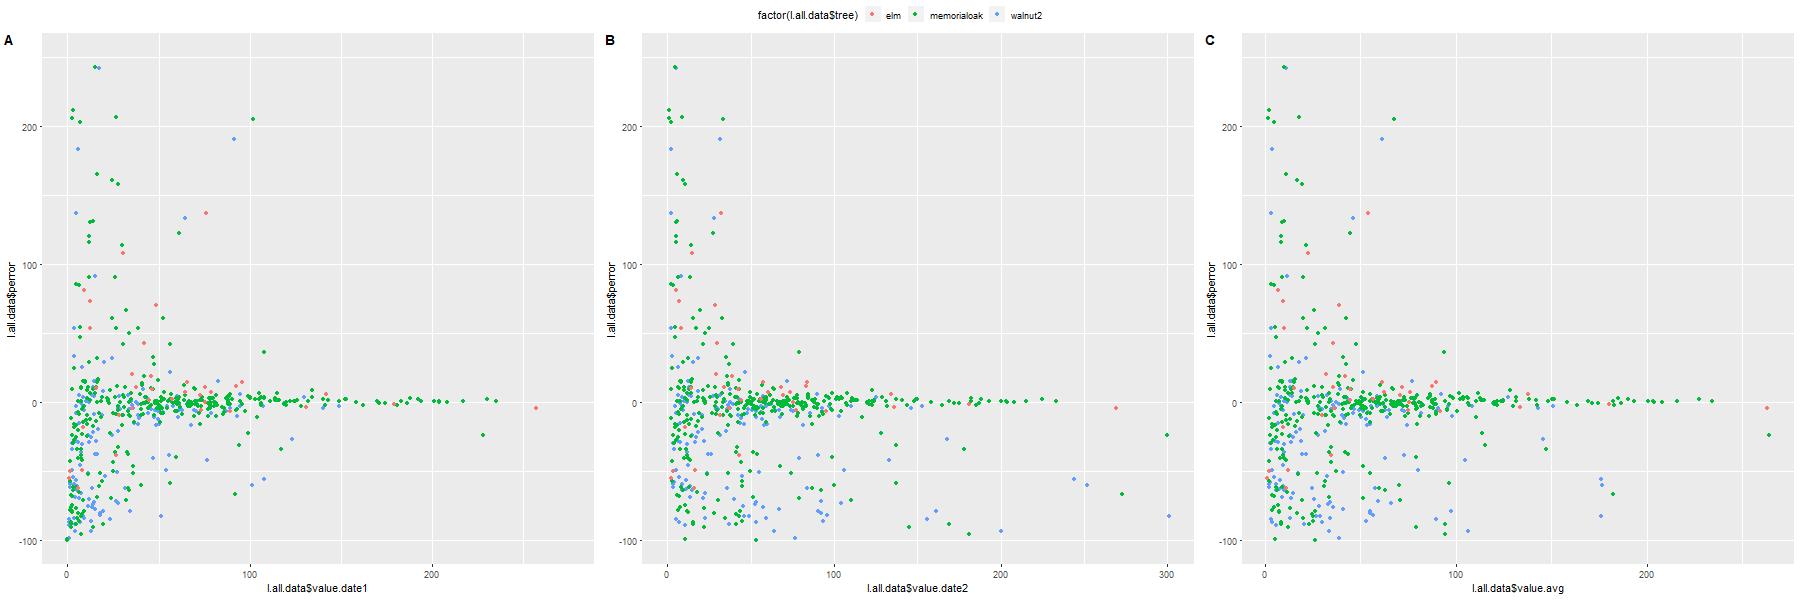 factor(l.all.data$tree) elm memorialoak walnut2
A
l.all.data$perror
200
100
0
-100
0 100 200
l.all.data$value.date1
B
l.all.data$perror
200
100
0
-100
0 100 200 300
l.all.data$value.date2
C
l.all.data$perror
200
100
0
-100
0 100 200
l.all.data$value.avg